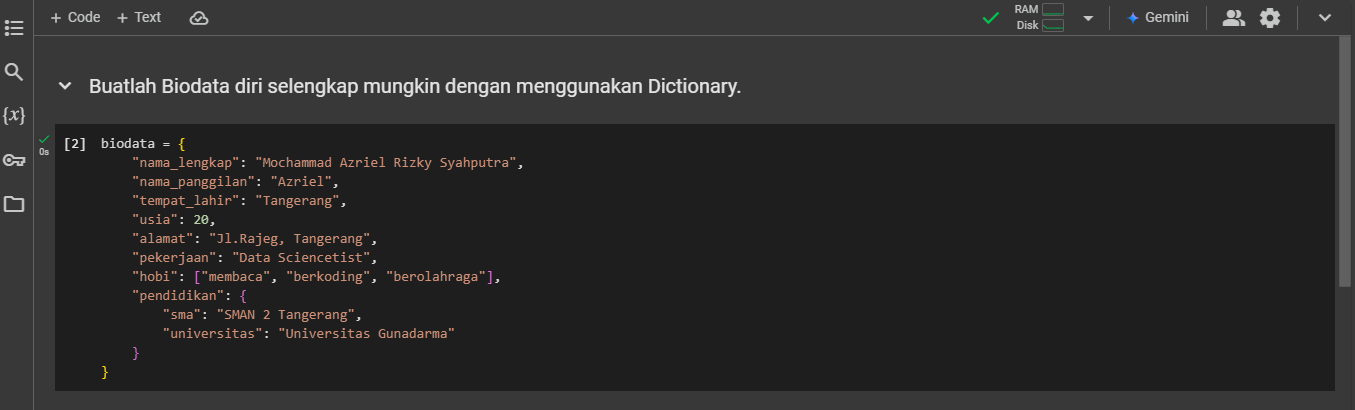 + Code + Text
RAM
Disk
Gemini
{x}
Buatlah Biodata diri selengkap mungkin dengan menggunakan Dictionary.
0s
[2] biodata = {
"nama_lengkap": "Mochammad Azriel Rizky Syahputra",
"nama_panggilan": "Azriel",
"tempat_lahir": "Tangerang",
"usia": 20,
"alamat": "Jl.Rajeg, Tangerang",
"pekerjaan": "Data Sciencetist",
"hobi": ["membaca", "berkoding", "berolahraga"],
"pendidikan": {
"sma": "SMAN 2 Tangerang",
"universitas": "Universitas Gunadarma"
}
}